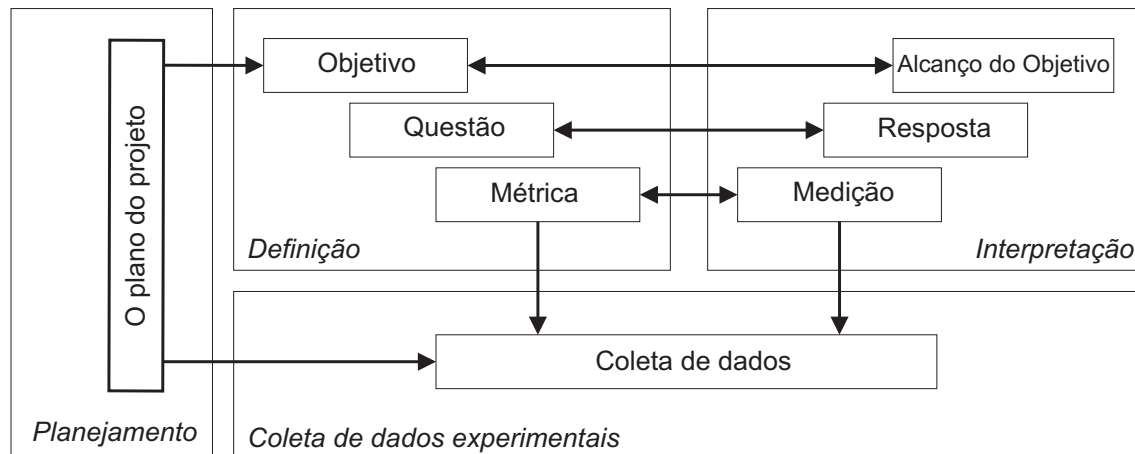 O plano do projeto
Planejamento
Objetivo
Questão
Métrica
Definição
Alcanço do Objetivo
Resposta
Medição
Interpretação
Coleta de dados
Coleta de dados experimentais